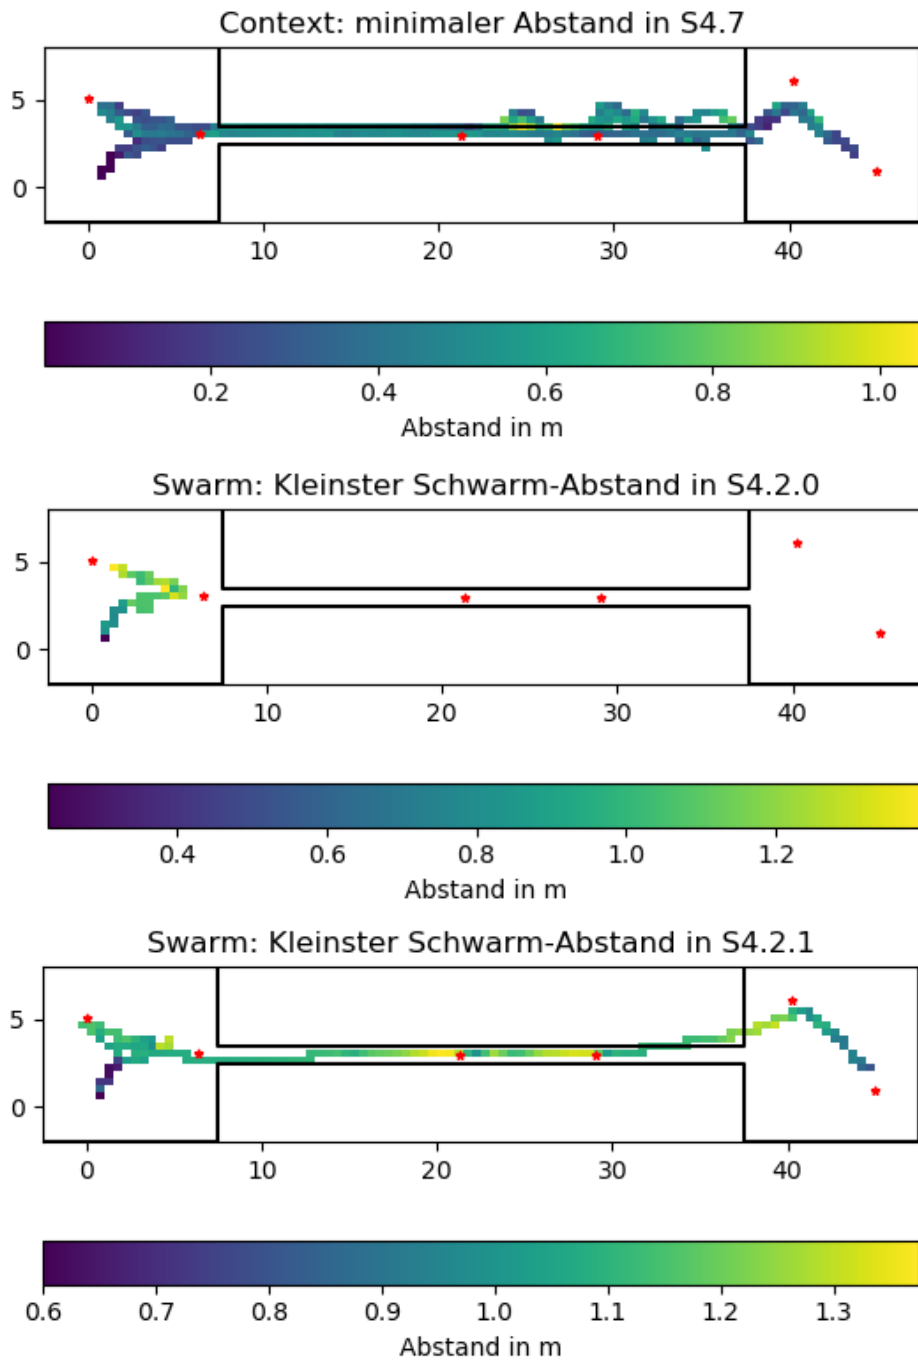 Context: minimaler Abstand in S4.7
5
0
0 10 20 30 40
0.2 0.4 0.6 0.8 1.0
Abstand in m
Swarm: Kleinster Schwarm-Abstand in S4.2.0
5
0
0 10 20 30 40
0.4 0.6 0.8 1.0 1.2
Abstand in m
Swarm: Kleinster Schwarm-Abstand in S4.2.1
5
0
0 10 20 30 40
0.6 0.7 0.8 0.9 1.0 1.1 1.2 1.3
Abstand in m